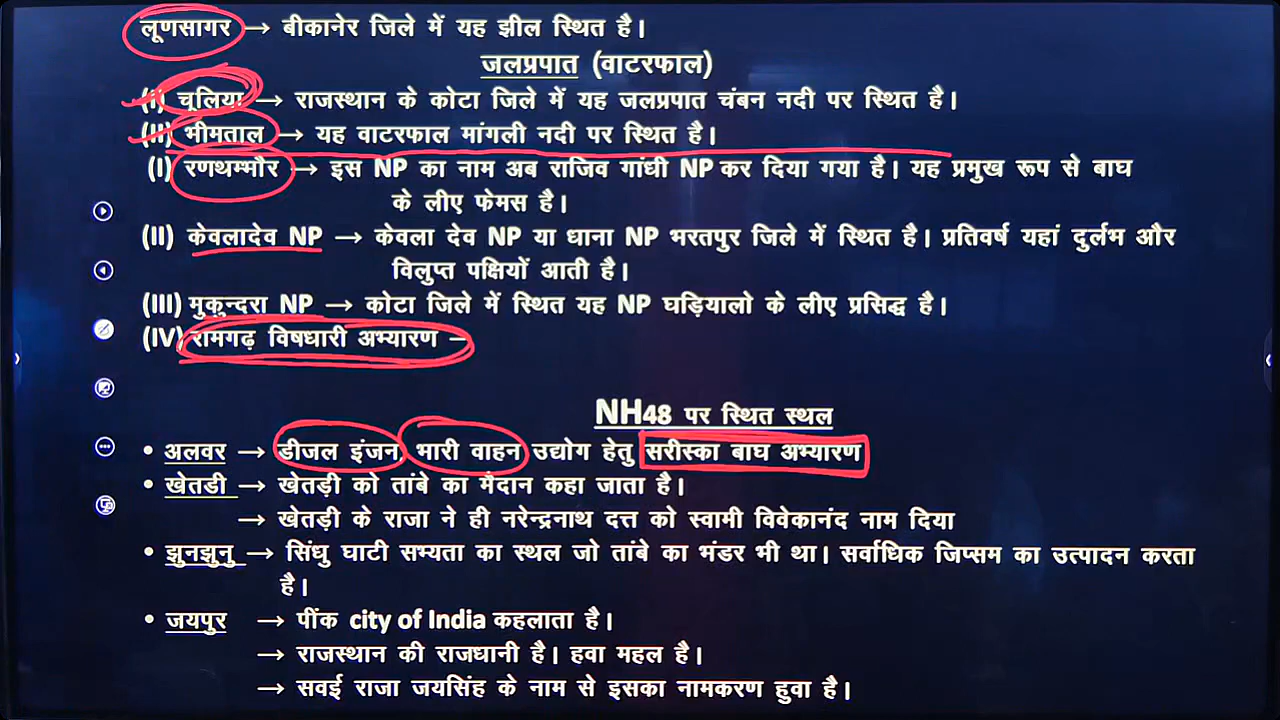 लूणसागर → बीकानेर जिले में यह झील स्थित है।
जलप्रपात (वाटरफाल)
(I) चूलिया → राजस्थान के कोटा जिले में यह जलप्रपात चंबन नदी पर स्थित है।
(II) भीमताल → यह वाटरफाल मांगली नदी पर स्थित है।
(I) रणथम्भौर → इस NP का नाम अब राजिव गांधी NP कर दिया गया है। यह प्रमुख रूप से बाघ
के लीए फेमस है।
(II) केवलादेव NP → केवला देव NP या धाना NP भरतपुर जिले में स्थित है। प्रतिवर्ष यहां दुर्लभ और
विलुप्त पक्षियों आती है।
(III) मुकुन्दरा NP → कोटा जिले में स्थित यह NP घड़ियालो के लीए प्रसिद्ध है।
(IV) रामगढ़ विषधारी अभ्यारण –
NH48 पर स्थित स्थल
• अलवर → डीजल इंजन, भारी वाहन उद्योग हेतु सरीस्का बाघ अभ्यारण
• खेतडी → खेतड़ी को तांबे का मैदान कहा जाता है।
→ खेतड़ी के राजा ने ही नरेन्द्रनाथ दत्त को स्वामी विवेकानंद नाम दिया
• झुनझुनु → सिंधु घाटी सभ्यता का स्थल जो तांबे का भंडर भी था। सर्वाधिक जिप्सम का उत्पादन करता
है।
• जयपुर → पींक city of India कहलाता है।
→ राजस्थान की राजधानी है। हवा महल है।
→ सवई राजा जयसिंह के नाम से इसका नामकरण हुवा है।